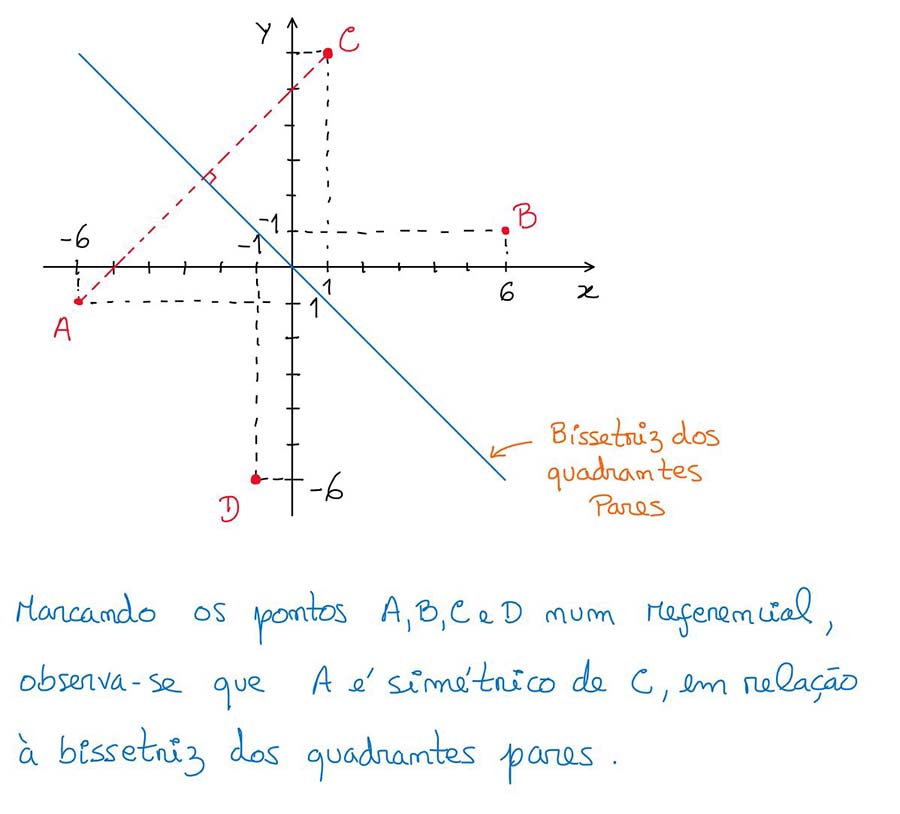 y
C
B
-1
-6
-1
1
6
x
A
1
Bissetriz dos
quadrantes
Pares
-6
D
Marcando os pontos A, B, C e D num referencial,
observa-se que A é simétrico de C, em relação
à bissetriz dos quadrantes pares.